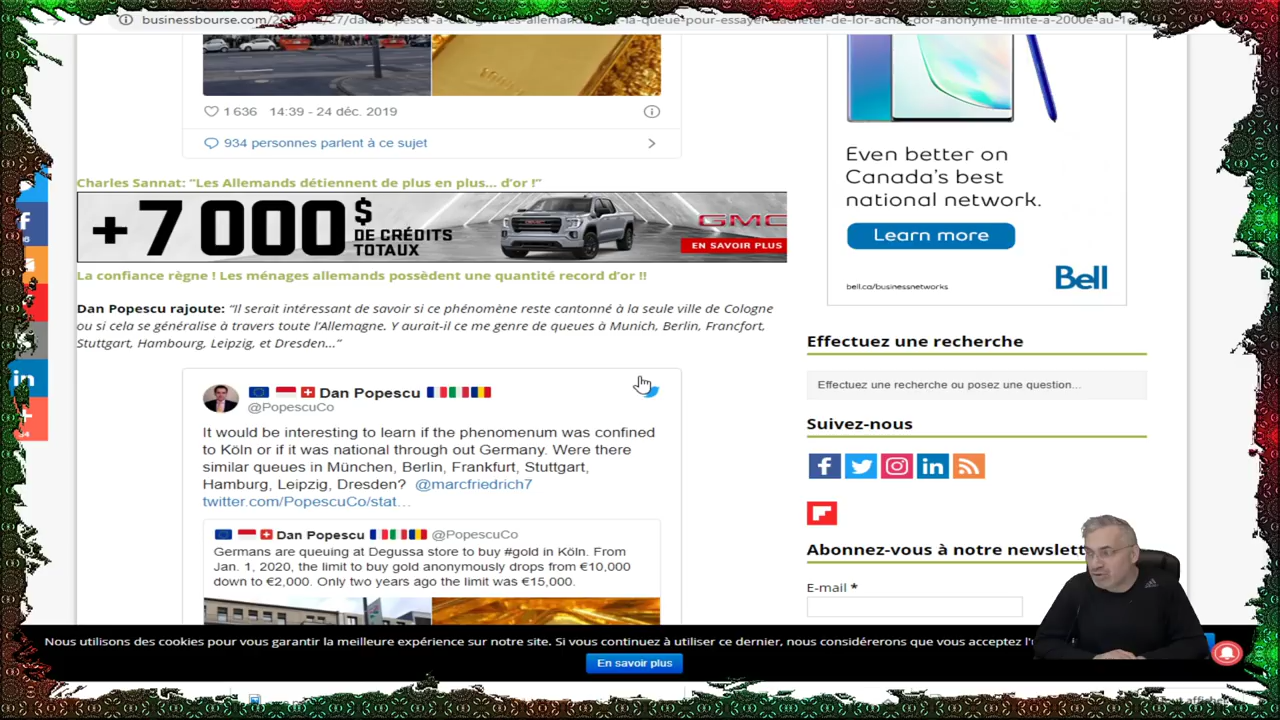 businessbourse.com/
1 636 14:39 - 24 déc. 2019
934 personnes parlent à ce sujet
Charles Sannat: “Les Allemands détiennent de plus en plus… d’or !”
+7 000$ DE CRÉDITS TOTAUX
GMC
EN SAVOIR PLUS
La confiance règne ! Les ménages allemands possèdent une quantité record d’or !!
Dan Popescu rajoute: “Il serait intéressant de savoir si ce phénomène reste cantonné à la seule ville de Cologne
ou si cela se généralise à travers toute l’Allemagne. Y aurait-il ce me genre de queues à Munich, Berlin, Francfort,
Stuttgart, Hambourg, Leipzig, et Dresden…”
Dan Popescu
@PopescuCo
It would be interesting to learn if the phenomenum was confined
to Köln or if it was national through out Germany. Were there
similar queues in München, Berlin, Frankfurt, Stuttgart,
Hamburg, Leipzig, Dresden? @marcfriedrich7
twitter.com/PopescuCo/stat…
Dan Popescu @PopescuCo
Germans are queuing at Degussa store to buy #gold in Köln. From
Jan. 1, 2020, the limit to buy gold anonymously drops from €10,000
down to €2,000. Only two years ago the limit was €15,000.
Even better on
Canada’s best
national network.
Learn more
bell.ca/businessnetworks
Bell
Effectuez une recherche
Effectuez une recherche ou posez une question...
Suivez-nous
Abonnez-vous à notre newslett
E-mail *
Nous utilisons des cookies pour vous garantir la meilleure expérience sur notre site. Si vous continuez à utiliser ce dernier, nous considérerons que vous acceptez l'
En savoir plus